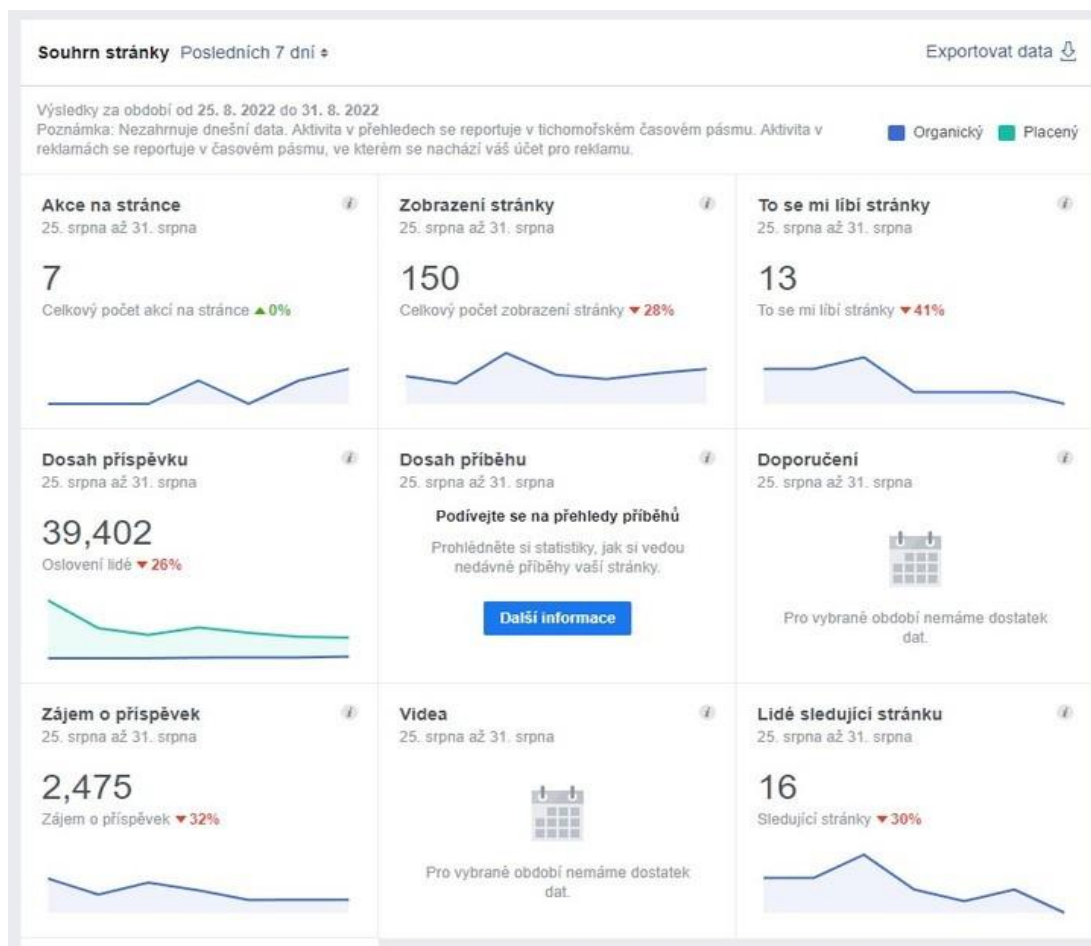 Souhrn stránky Posledních 7 dní
Exportovat data
Výsledky za období od 25. 8. 2022 do 31. 8. 2022
Poznámka: Nezahrnuje dnešní data. Aktivita v přehledech se reportuje v tichomořském časovém pásmu. Aktivita v
reklamách se reportuje v časovém pásmu, ve kterém se nachází váš účet pro reklamu.
Organický Placený
Akce na stránce
25. srpna až 31. srpna
7
Celkový počet akcí na stránce ▲0%
Zobrazení stránky
25. srpna až 31. srpna
150
Celkový počet zobrazení stránky ▼28%
To se mi líbí stránky
25. srpna až 31. srpna
13
To se mi líbí stránky ▼41%
Dosah příspěvku
25. srpna až 31. srpna
39,402
Oslovení lidé ▼26%
Dosah příběhu
25. srpna až 31. srpna
Podívejte se na přehledy příběhů
Prohlédněte si statistiky, jak si vedou
nedávné příběhy vaší stránky.
Další informace
Doporučení
25. srpna až 31. srpna
Pro vybrané období nemáme dostatek
dat.
Zájem o příspěvek
25. srpna až 31. srpna
2,475
Zájem o příspěvek ▼32%
Videa
25. srpna až 31. srpna
Pro vybrané období nemáme dostatek
dat.
Lidé sledující stránku
25. srpna až 31. srpna
16
Sledující stránky ▼30%